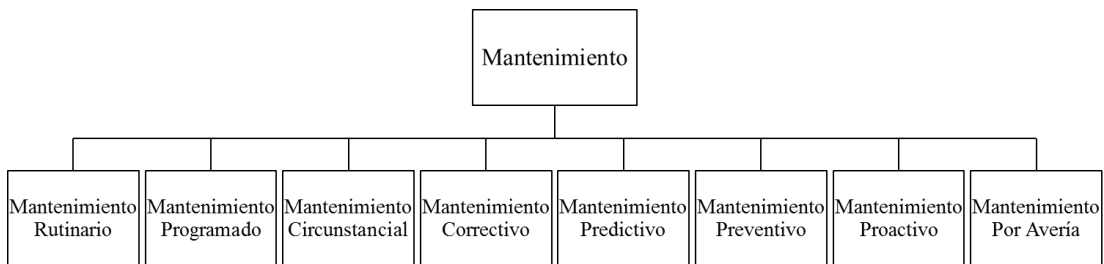 Mantenimiento
Mantenimiento
Rutinario
Mantenimiento
Programado
Mantenimiento
Circunstancial
Mantenimiento
Correctivo
Mantenimiento
Predictivo
Mantenimiento
Preventivo
Mantenimiento
Proactivo
Mantenimiento
Por Avería